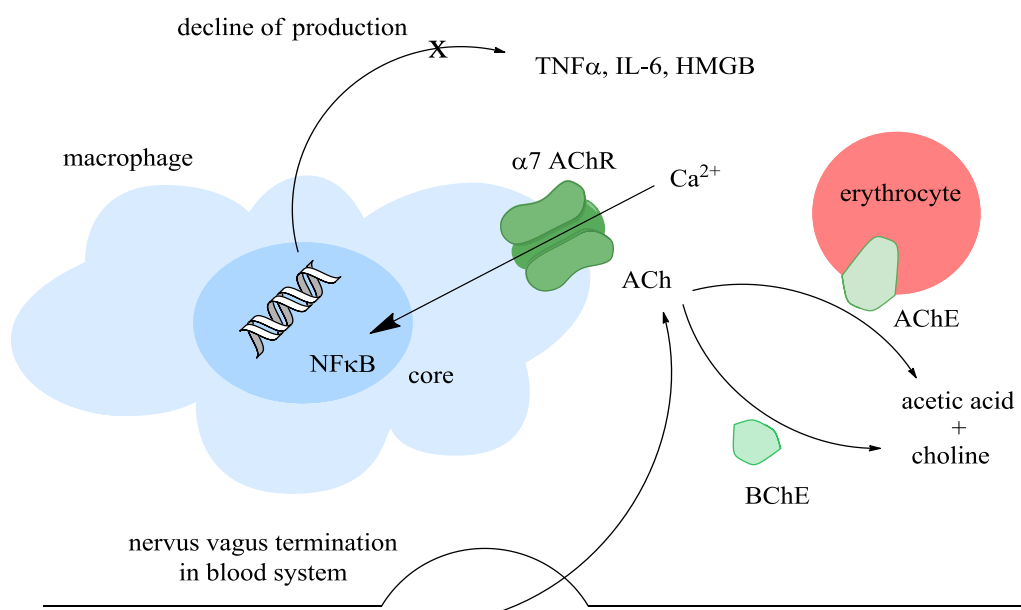 decline of production
X
TNFα, IL-6, HMGB
macrophage
α7 AChR
Ca²⁺
erythrocyte
ACh
AChE
NFκB
core
acetic acid
+
choline
BChE
nervus vagus termination
in blood system